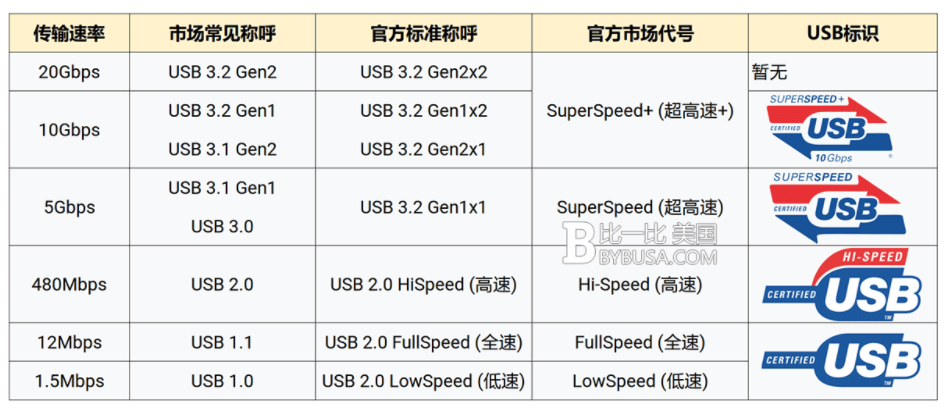 传输速率 市场常见称呼 官方标准称呼 官方市场代号 USB标识
20Gbps USB 3.2 Gen2 USB 3.2 Gen2x2 SuperSpeed+ (超高速+) 暂无
10Gbps USB 3.2 Gen1 USB 3.2 Gen1x2
USB 3.1 Gen2 USB 3.2 Gen2x1
SUPERSPEED+
CERTIFIED USB
10Gbps
5Gbps USB 3.1 Gen1 USB 3.2 Gen1x1 SuperSpeed (超高速)
USB 3.0
SUPERSPEED
CERTIFIED USB
B 比一比 美国
BYBUSA.COM
480Mbps USB 2.0 USB 2.0 HiSpeed (高速) Hi-Speed (高速)
HI-SPEED
CERTIFIED USB TM
12Mbps USB 1.1 USB 2.0 FullSpeed (全速) FullSpeed (全速)
1.5Mbps USB 1.0 USB 2.0 LowSpeed (低速) LowSpeed (低速)
CERTIFIED USB TM